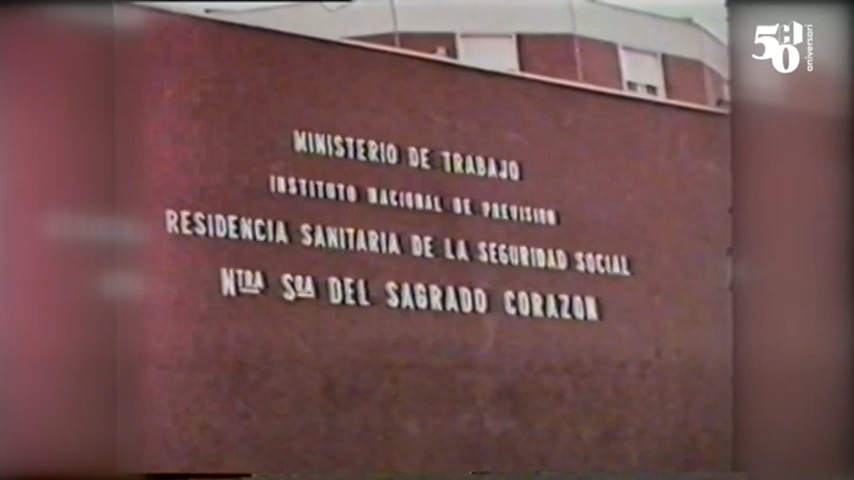 MINISTERIO DE TRABAJO
INSTITUTO NACIONAL DE PREVISION
RESIDENCIA SANITARIA DE LA SEGURIDAD SOCIAL
NTRA SRA DEL SAGRADO CORAZON
50 aniversari